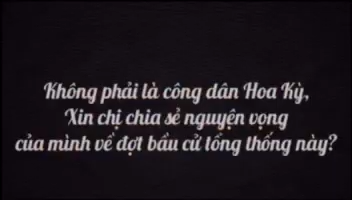 Không phải là công dân Hoa Kỳ,
Xin chị chia sẻ nguyện vọng
của mình về đợt bầu cử tổng thống này?